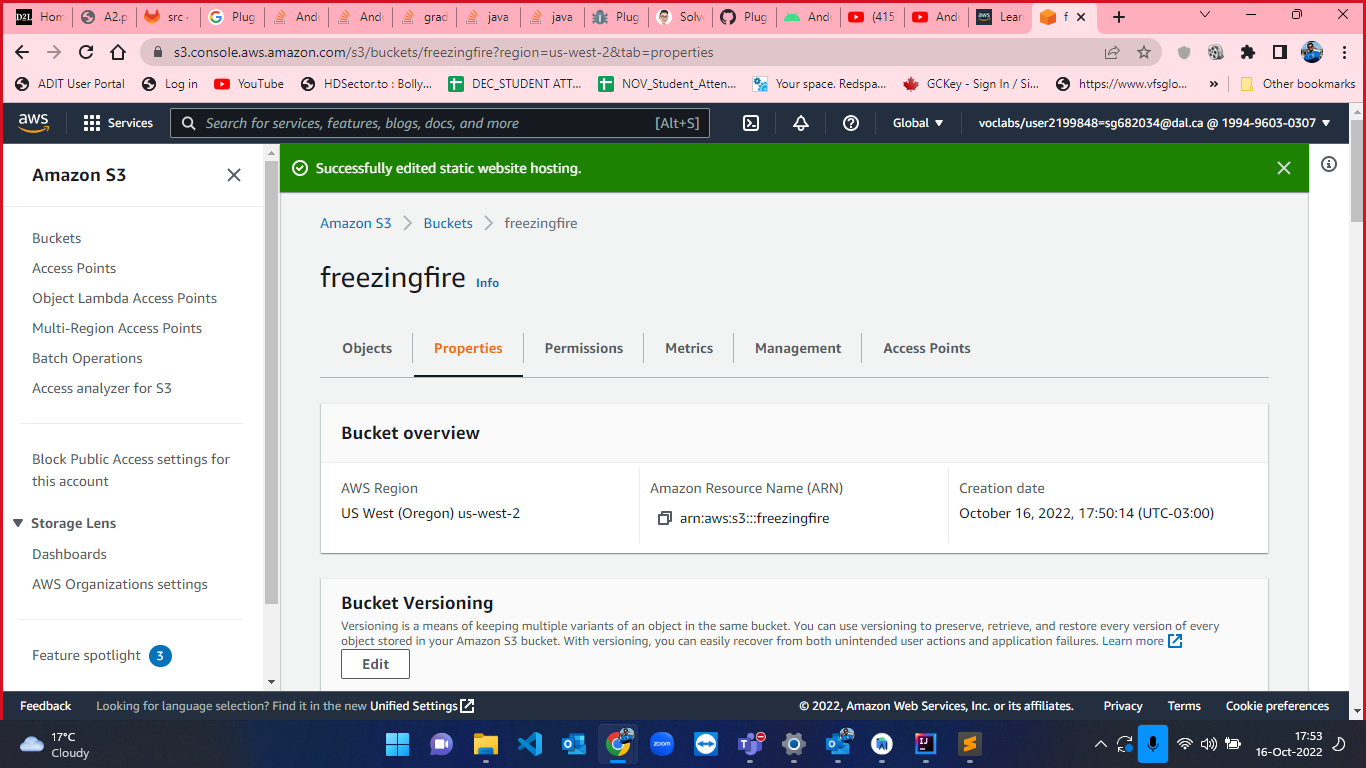 D2L Hom
A2.p
src -
Plug
Andr
Andr
grad
java
java
Plug
Solve
Plug
Andr
(415
Andr
aws Lear
f
s3.console.aws.amazon.com/s3/buckets/freezingfire?region=us-west-2&tab=properties
ADIT User Portal
Log in
YouTube
HDSector.to : Bolly...
DEC_STUDENT ATT...
NOV_Student_Atten...
Your space. Redspa...
GCKey - Sign In / Si...
https://www.vfsglo...
»
Other bookmarks
aws
Services
Search for services, features, blogs, docs, and more
[Alt+S]
Global
voclabs/user2199848=sg682034@dal.ca @ 1994-9603-0307
Amazon S3
Buckets
Access Points
Object Lambda Access Points
Multi-Region Access Points
Batch Operations
Access analyzer for S3
Block Public Access settings for
this account
Storage Lens
Dashboards
AWS Organizations settings
Feature spotlight 3
Successfully edited static website hosting.
Amazon S3
Buckets
freezingfire
freezingfire Info
Objects
Properties
Permissions
Metrics
Management
Access Points
Bucket overview
AWS Region
US West (Oregon) us-west-2
Amazon Resource Name (ARN)
arn:aws:s3:::freezingfire
Creation date
October 16, 2022, 17:50:14 (UTC-03:00)
Bucket Versioning
Versioning is a means of keeping multiple variants of an object in the same bucket. You can use versioning to preserve, retrieve, and restore every version of every
object stored in your Amazon S3 bucket. With versioning, you can easily recover from both unintended user actions and application failures. Learn more
Edit
Feedback
Looking for language selection? Find it in the new Unified Settings
© 2022, Amazon Web Services, Inc. or its affiliates.
Privacy
Terms
Cookie preferences
17°C
Cloudy
zoom
17:53
16-Oct-2022